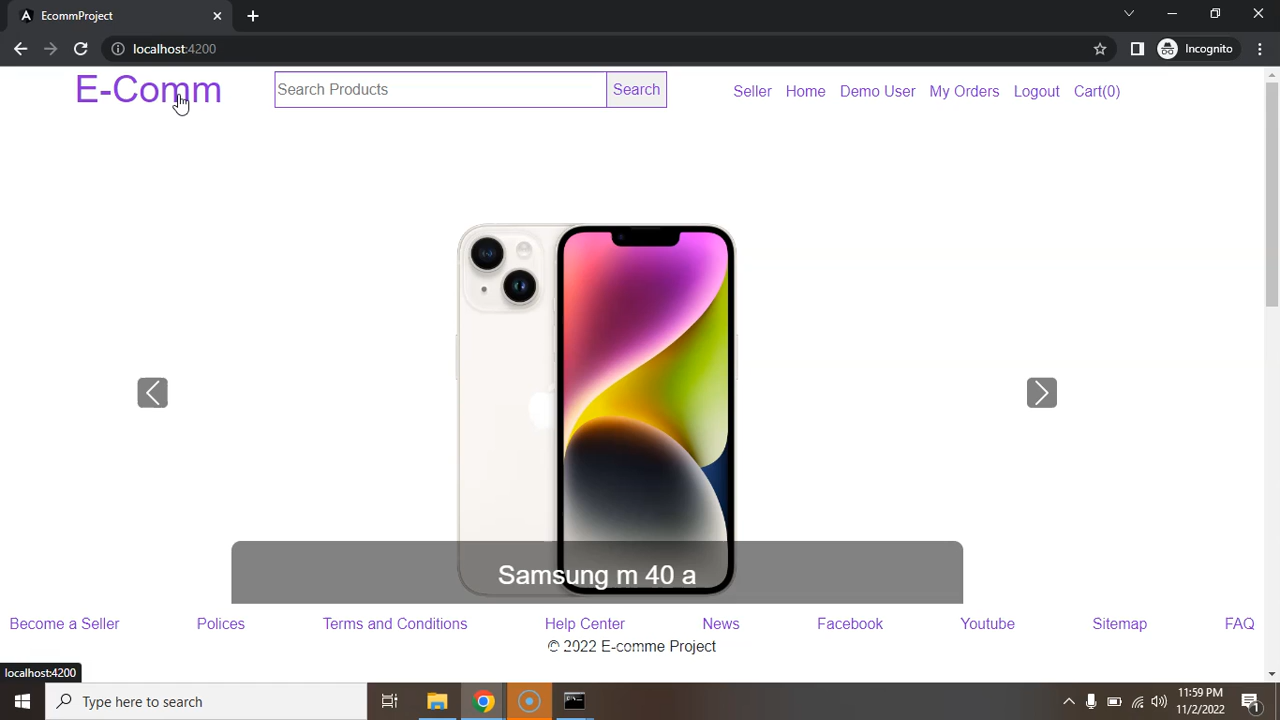 EcommProject
localhost:4200
Incognito
E-Comm
Search Products
Search
Seller Home Demo User My Orders Logout Cart(0)
Samsung m 40 a
Become a Seller Polices Terms and Conditions Help Center News Facebook Youtube Sitemap FAQ
© 2022 E-comme Project
localhost:4200
Type here to search
11:59 PM
11/2/2022
1